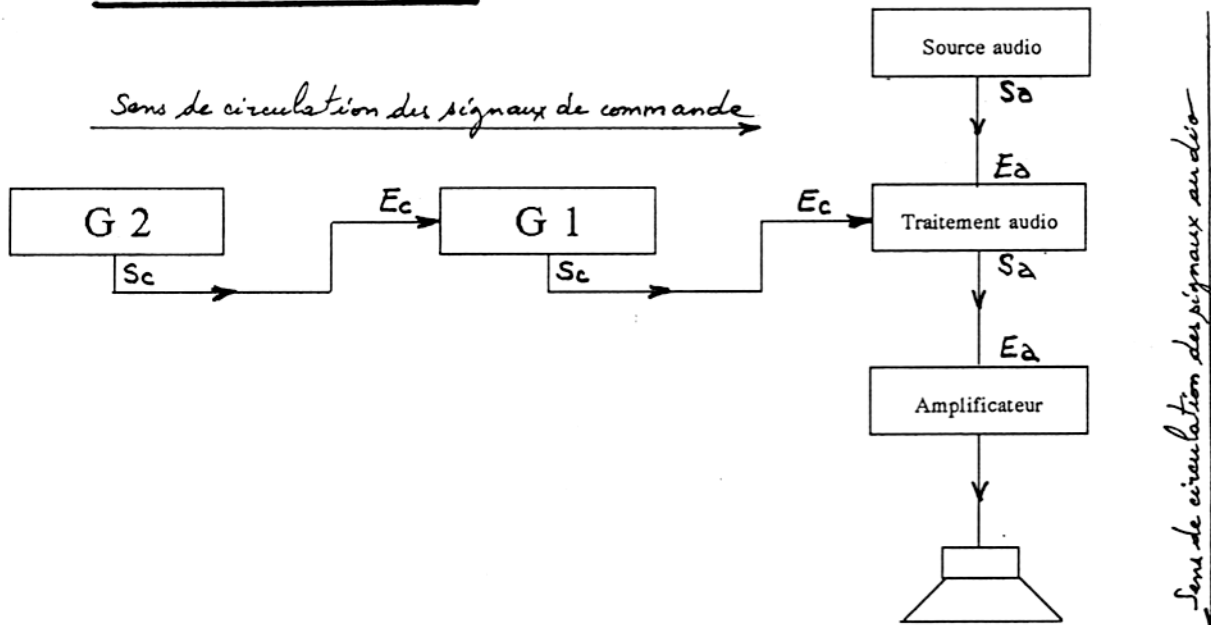 Source audio
Sa
Sens de circulation des signaux de commande
Ea
G 2
Ec
G 1
Ec
Traitement audio
Sc
Sc
Sa
Ea
Amplificateur
Sens de circulation des signaux audio